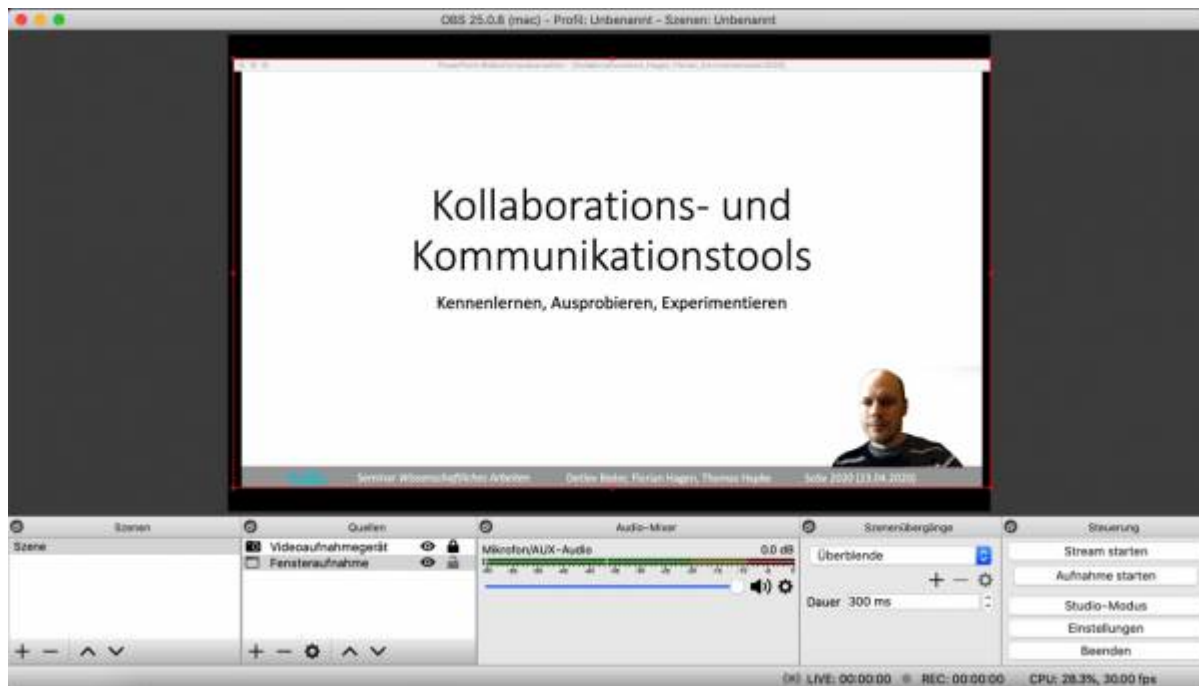 OBS 25.0.8 (mac) - Profil: Unbenannt - Szenen: Unbenannt
Kollaborations- und
Kommunikationstools
Kennenlernen, Ausprobieren, Experimentieren
Seminar Wissenschaftliches Arbeiten Florian Hagen, Thomas Hapke SoSe 2020 (23.04.2020)
Szenen
Szene
Quellen
Videoaufnahmegerät
Fensteraufnahme
Audio-Mixer
Mikrofon/AUX-Audio 0.0 dB
Szenenübergänge
Überblende
Dauer 300 ms
Steuerung
Stream starten
Aufnahme starten
Studio-Modus
Einstellungen
Beenden
LIVE: 00:00:00 REC: 00:00:00 CPU: 28.3%, 30.00 fps